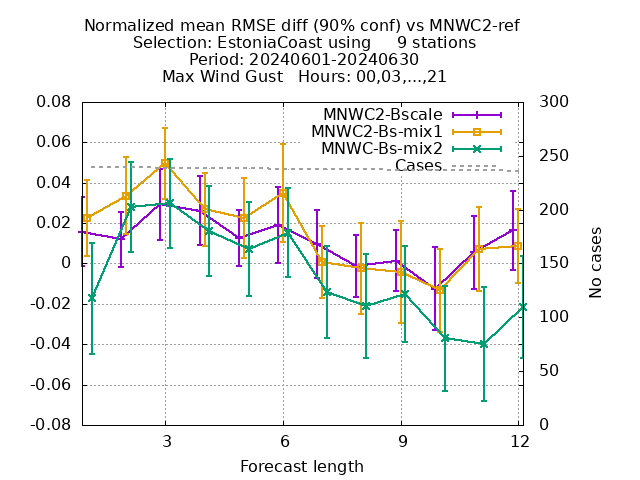 Normalized mean RMSE diff (90% conf) vs MNWC2-ref
Selection: EstoniaCoast using 9 stations
Period: 20240601-20240630
Max Wind Gust Hours: 00,03,...,21
MNWC2-Bscale
MNWC2-Bs-mix1
MNWC-Bs-mix2
Cases
0.08
0.06
0.04
0.02
0
-0.02
-0.04
-0.06
-0.08
300
250
200
150
100
50
0
No cases
3 6 9 12
Forecast length